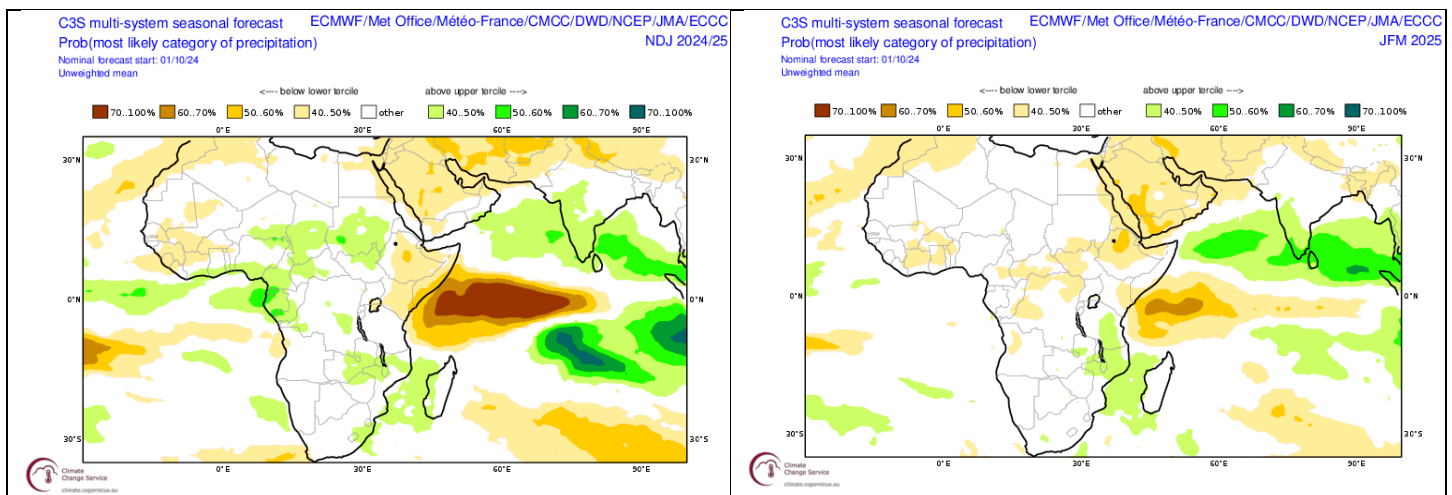 C3S multi-system seasonal forecast ECMWF/Met Office/Météo-France/CMCC/DWD/NCEP/JMA/ECCC
Prob(most likely category of precipitation) NDJ 2024/25
Nominal forecast start: 01/10/24
Unweighted mean
<---- below lower tercile above upper tercile ---->
70..100% 60..70% 50..60% 40..50% other 40..50% 50..60% 60..70% 70..100%
0°E 30°E 60°E 90°E
30°N 30°N
0°N 0°N
30°S 30°S
0°E 30°E 60°E 90°E
Climate
Change Service
climate.copernicus.eu
C3S multi-system seasonal forecast ECMWF/Met Office/Météo-France/CMCC/DWD/NCEP/JMA/ECCC
Prob(most likely category of precipitation) JFM 2025
Nominal forecast start: 01/10/24
Unweighted mean
<---- below lower tercile above upper tercile ---->
70..100% 60..70% 50..60% 40..50% other 40..50% 50..60% 60..70% 70..100%
0°E 30°E 60°E 90°E
30°N 30°N
0°N 0°N
30°S 30°S
0°E 30°E 60°E 90°E
Climate
Change Service
climate.copernicus.eu